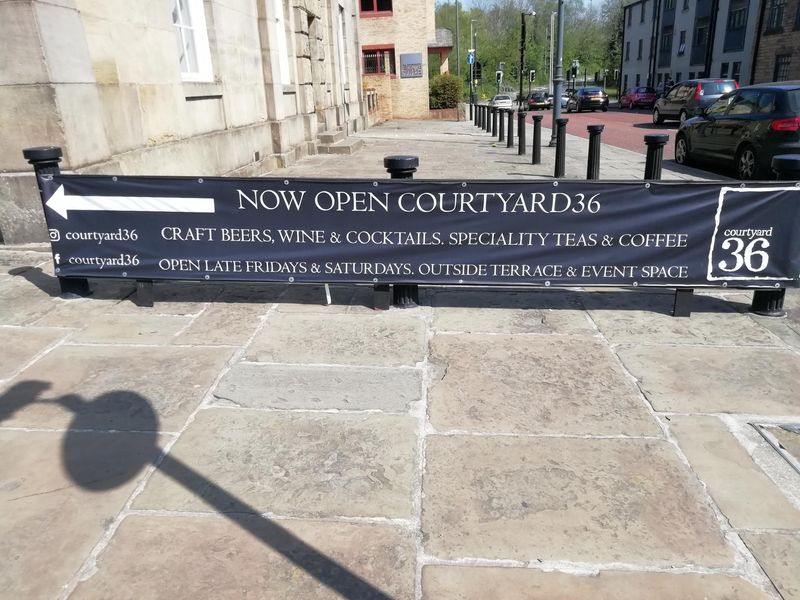 NOW OPEN COURTYARD36
courtyard36
CRAFT BEERS, WINE & COCKTAILS. SPECIALITY TEAS & COFFEE
courtyard36
OPEN LATE FRIDAYS & SATURDAYS. OUTSIDE TERRACE & EVENT SPACE
courtyard
36